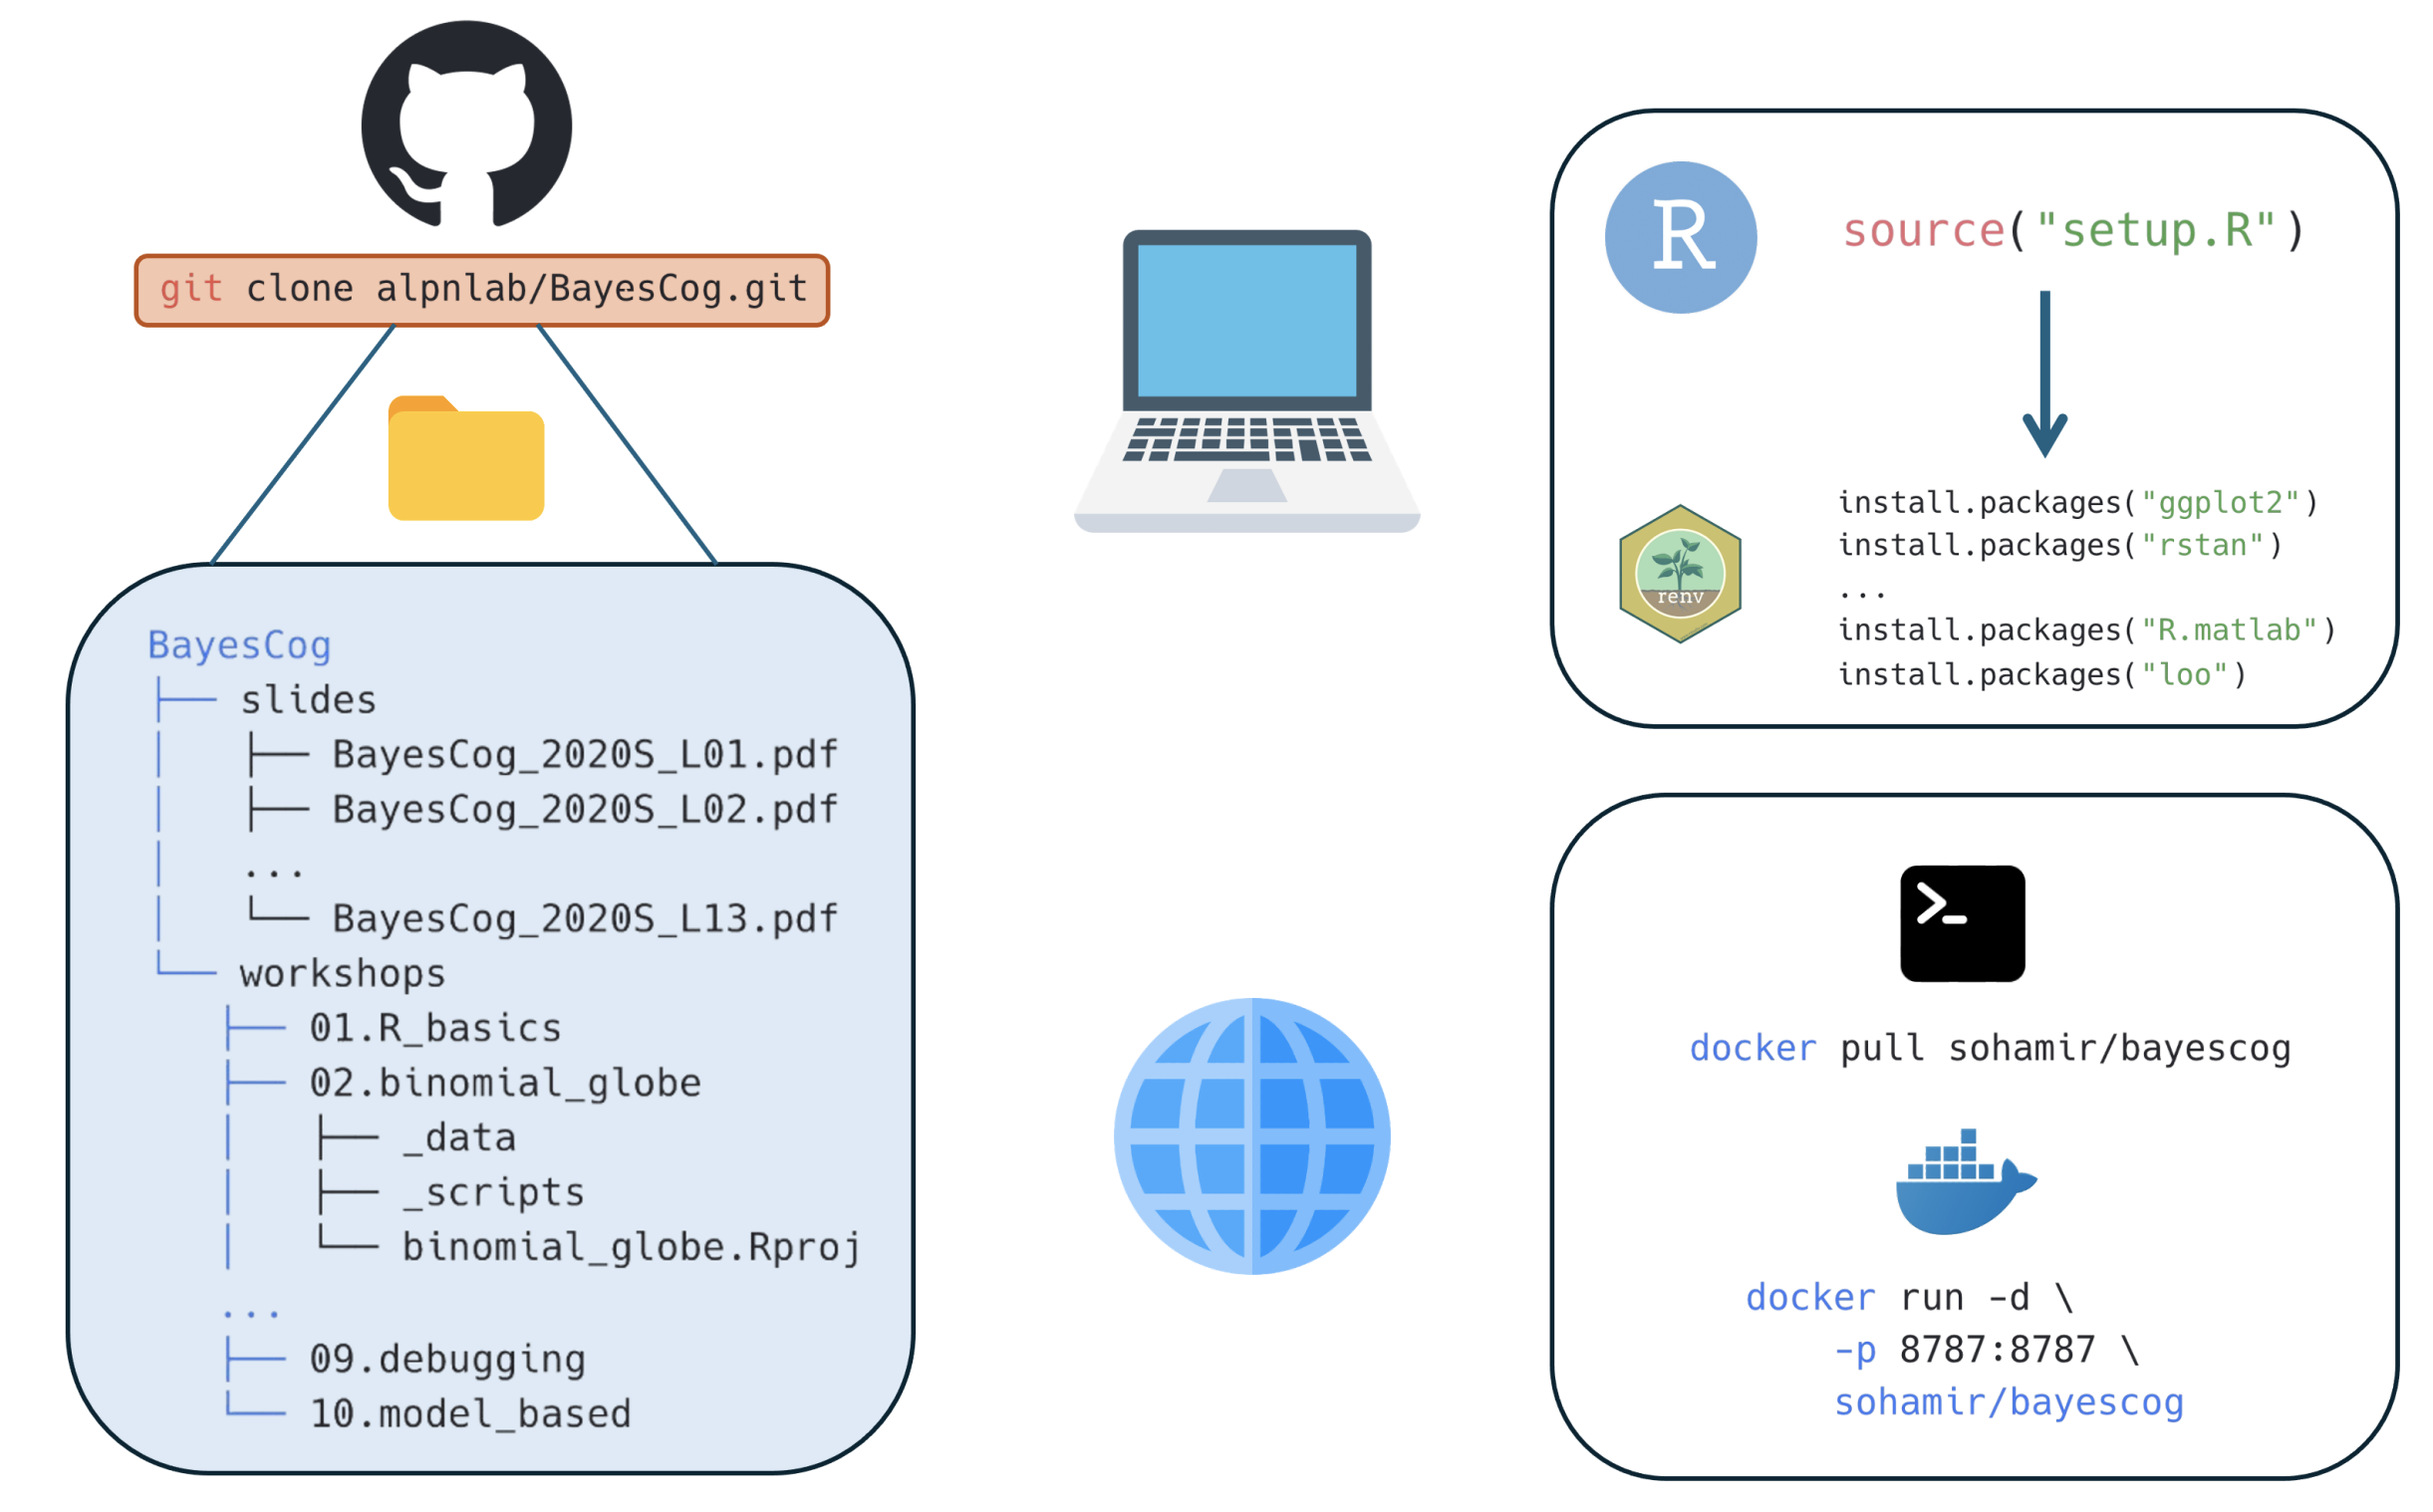 git clone alpnlab/BayesCog.git
BayesCog
slides
BayesCog_2020S_L01.pdf
BayesCog_2020S_L02.pdf
...
BayesCog_2020S_L13.pdf
workshops
01.R_basics
02.binomial_globe
_data
_scripts
binomial_globe.Rproj
...
09.debugging
10.model_based
R
source("setup.R")
renv
install.packages("ggplot2")
install.packages("rstan")
...
install.packages("R.matlab")
install.packages("loo")
>_
docker pull sohamir/bayescog
docker run -d \
-p 8787:8787 \
sohamir/bayescog